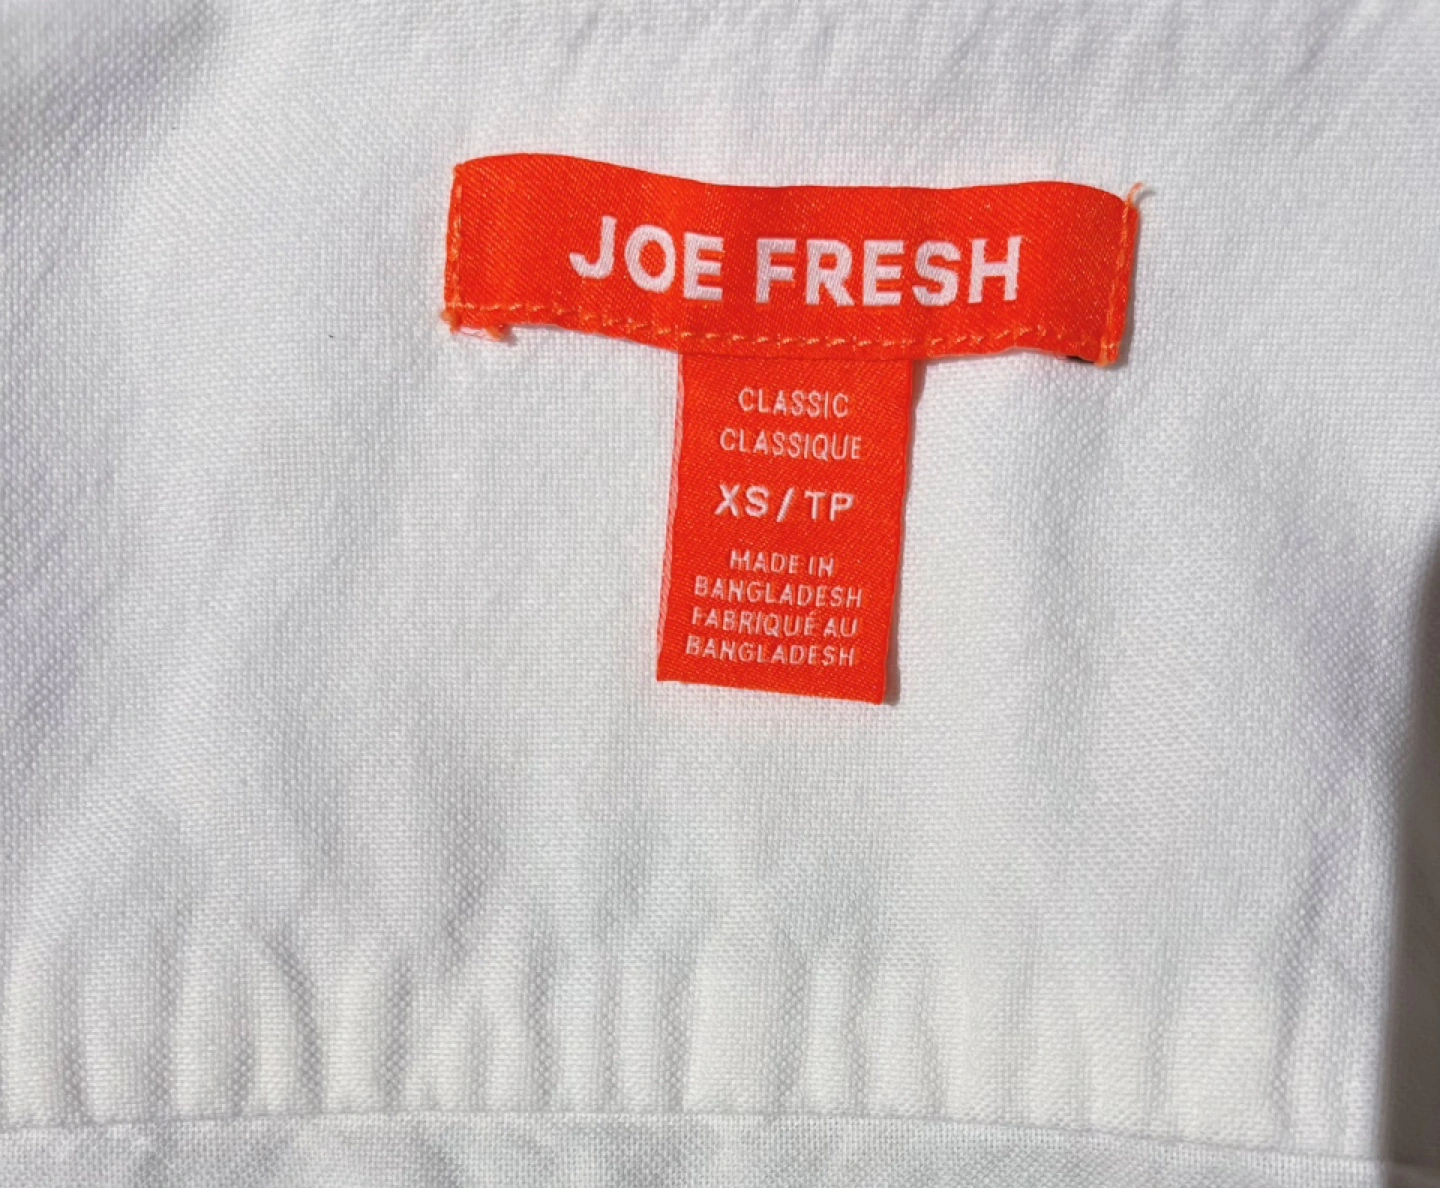 JOE FRESH
CLASSIC
CLASSIQUE
XS / TP
MADE IN
BANGLADESH
FABRIQUÉ AU
BANGLADESH